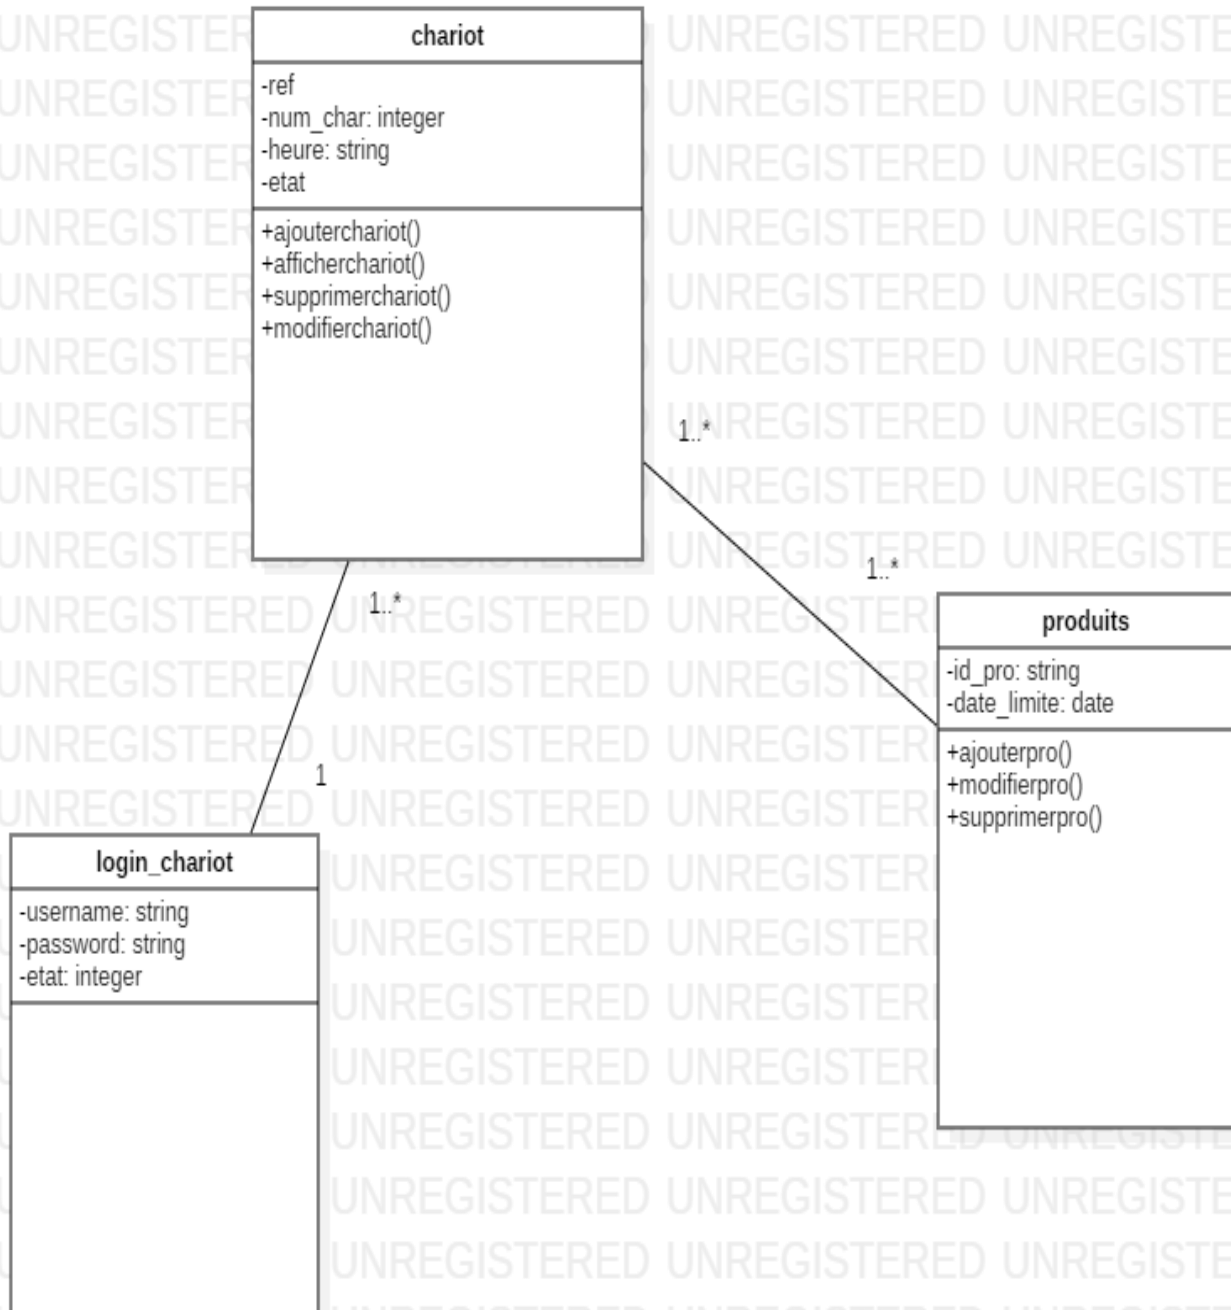 chariot
-ref
-num_char: integer
-heure: string
-etat
+ajouterchariot()
+afficherchariot()
+supprimerchariot()
+modifierchariot()
1..*
1..*
1..*
1
produits
-id_pro: string
-date_limite: date
+ajouterpro()
+modifierpro()
+supprimerpro()
login_chariot
-username: string
-password: string
-etat: integer
UNREGISTERED